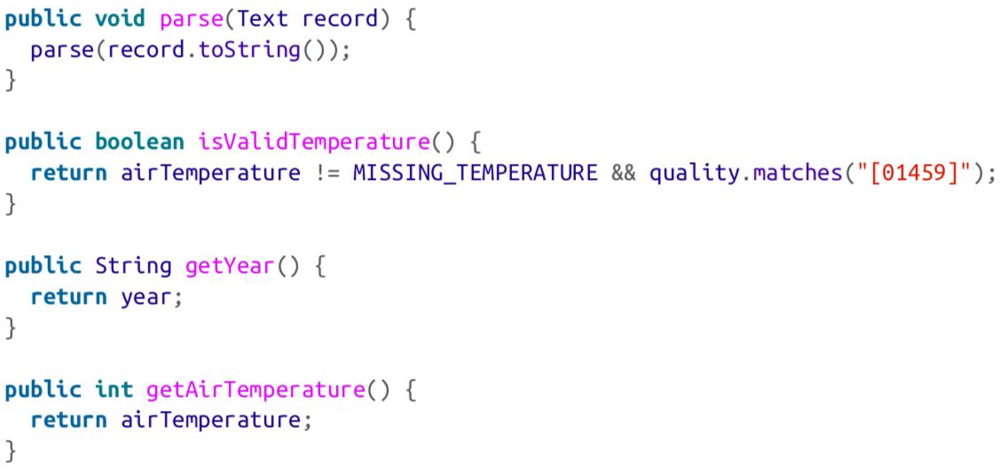 public void parse(Text record) {
  parse(record.toString());
}

public boolean isValidTemperature() {
  return airTemperature != MISSING_TEMPERATURE && quality.matches("[01459]");
}

public String getYear() {
  return year;
}

public int getAirTemperature() {
  return airTemperature;
}